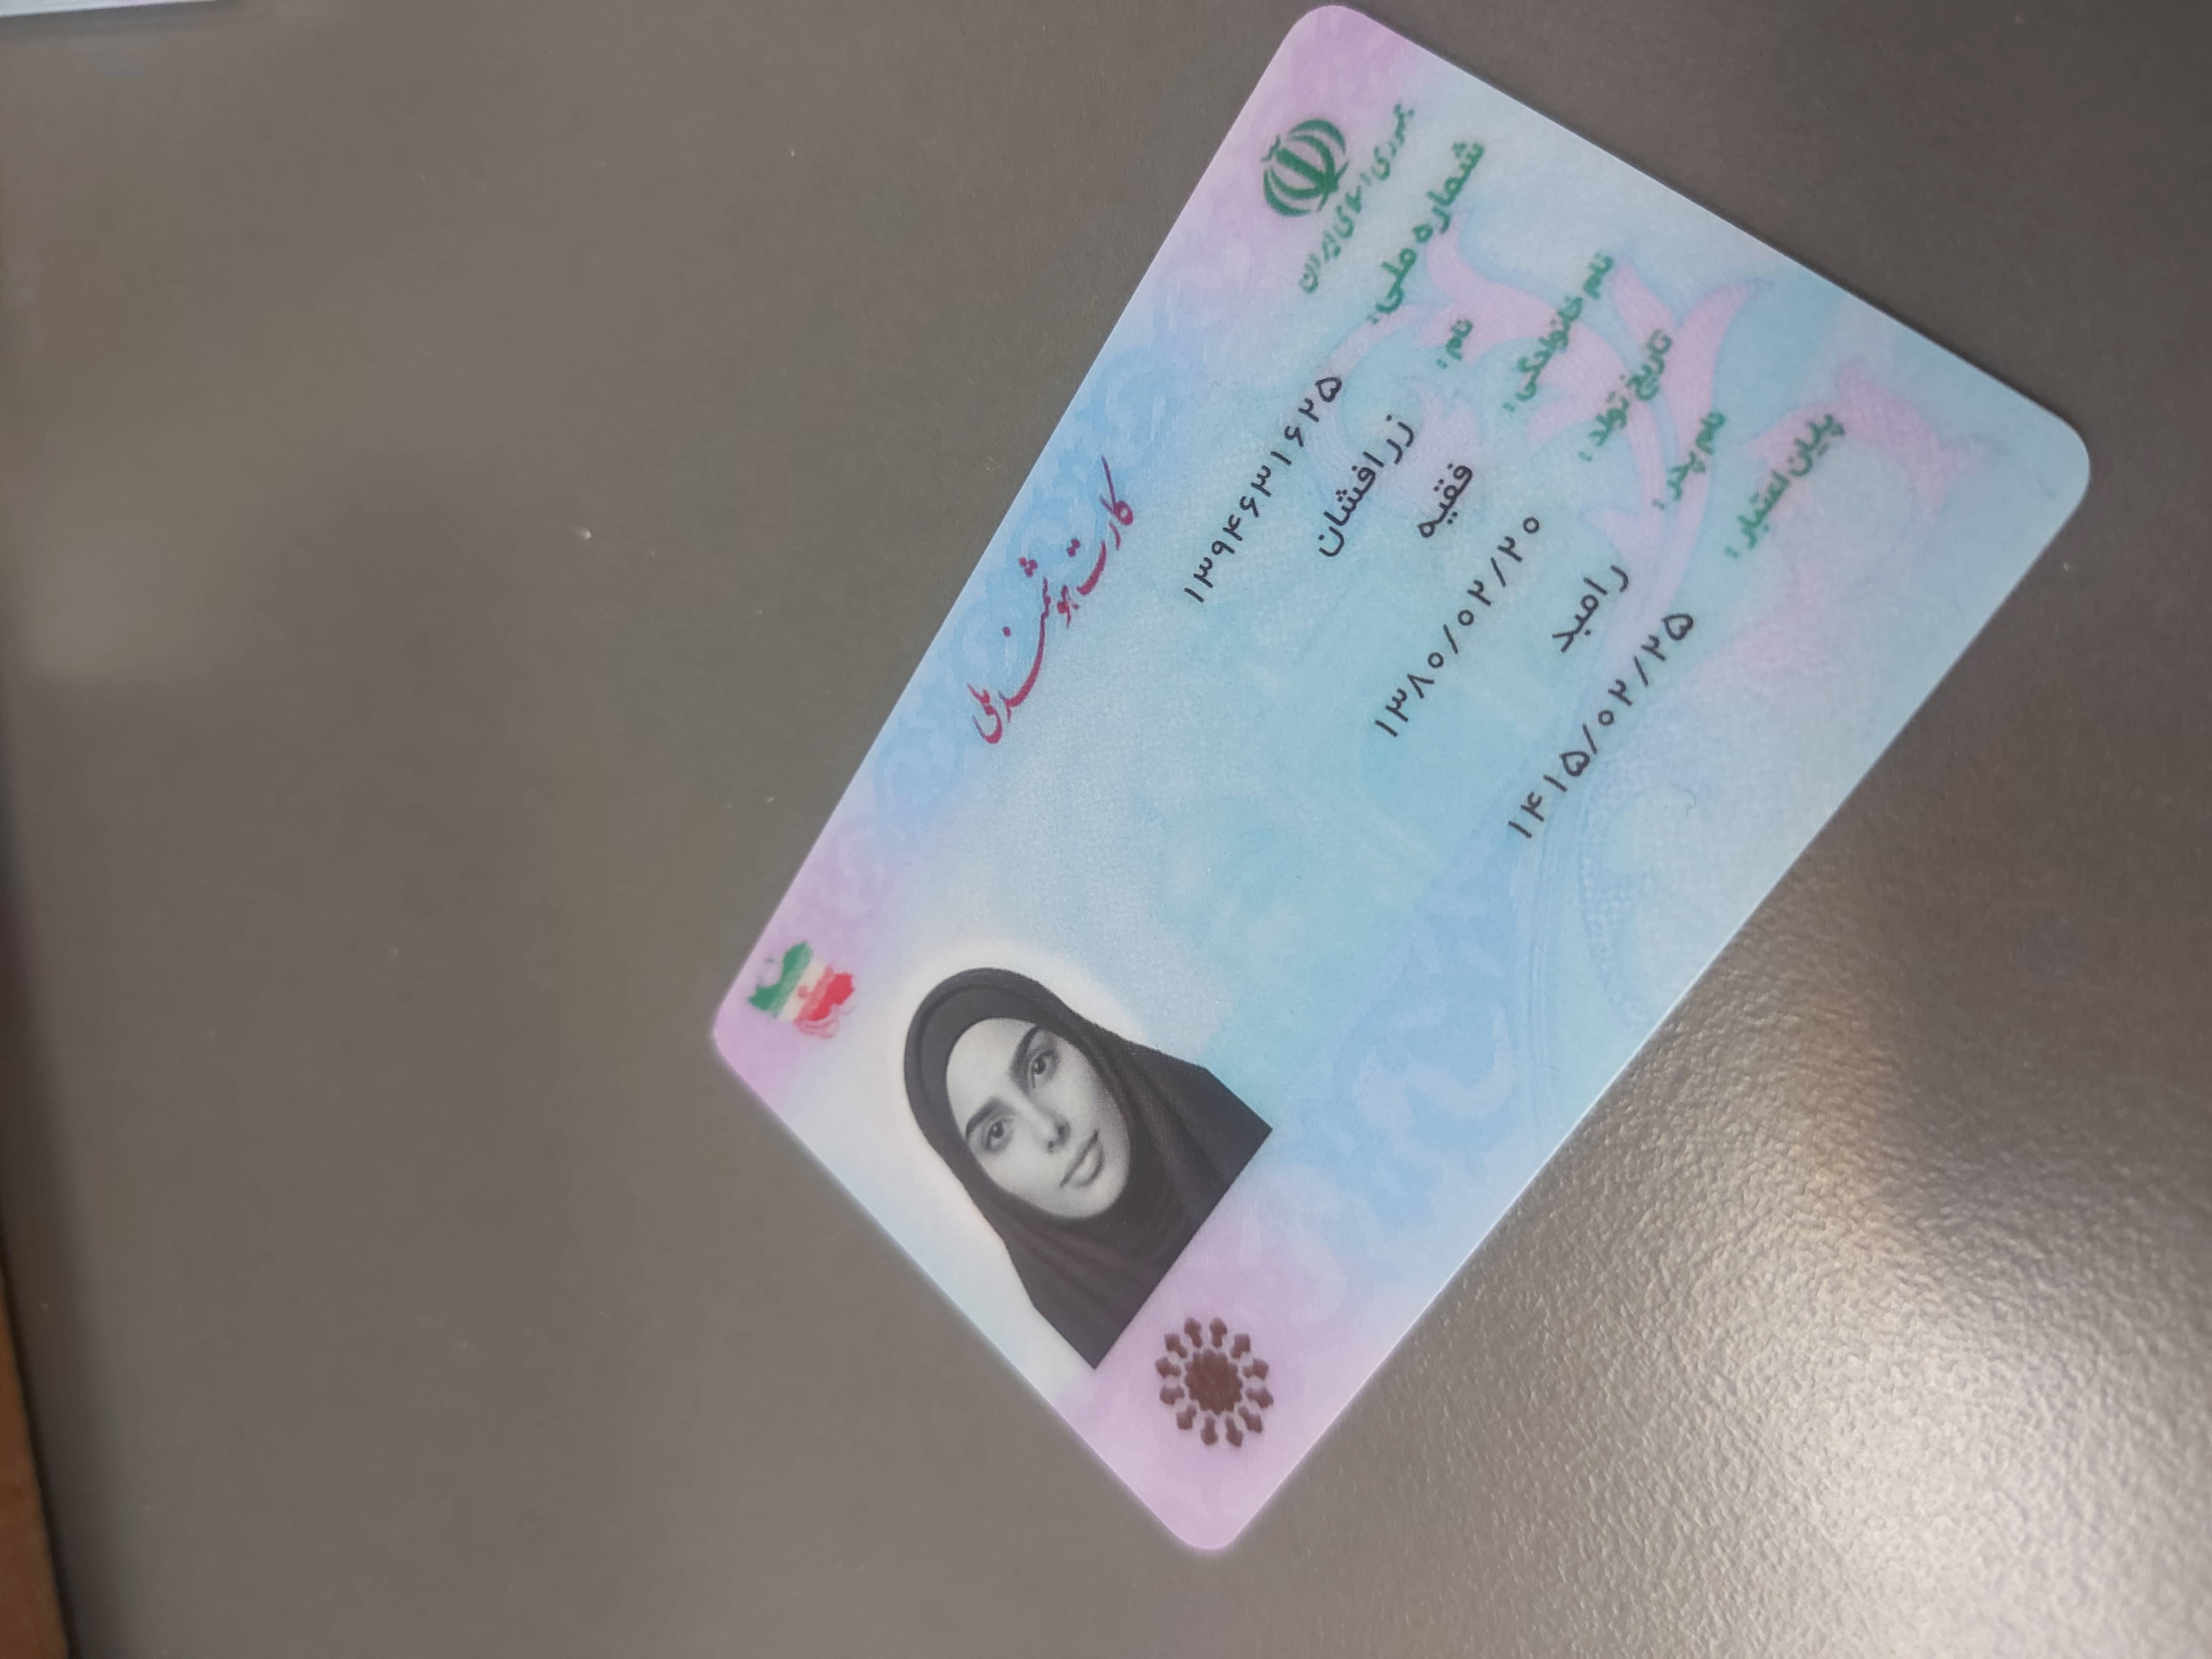 جمهوری اسلامی ایران
کارت هوشمند ملی
شماره ملی: ۱۳۹۴۶۳۱۶۲۵
نام: زرافشان
نام خانوادگی: فقیه
تاریخ تولد: ۱۳۸۰/۰۲/۲۰
نام پدر: رامبد
پایان اعتبار: ۱۴۱۵/۰۲/۲۵